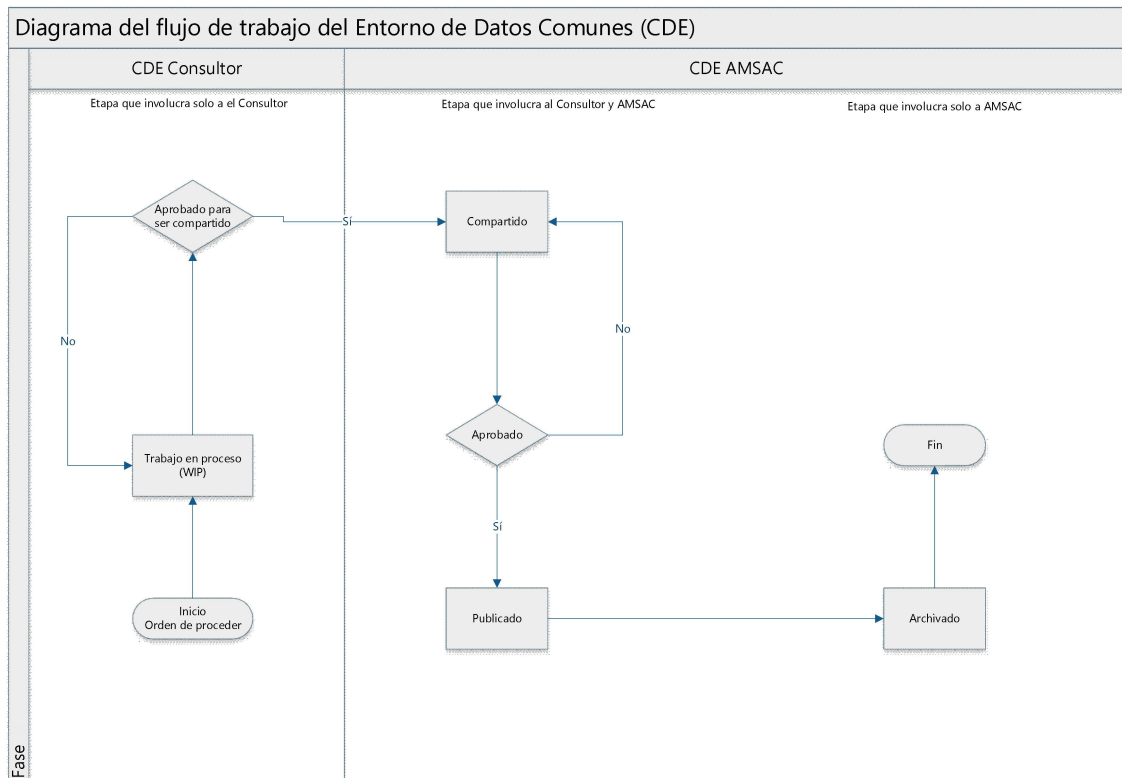 Diagrama del flujo de trabajo del Entorno de Datos Comunes (CDE)
CDE Consultor
CDE AMSAC
Etapa que involucra solo a el Consultor
Etapa que involucra al Consultor y AMSAC
Etapa que involucra solo a AMSAC
Aprobado para
ser compartido
Sí
Compartido
No
No
Aprobado
Trabajo en proceso
(WIP)
Fin
Sí
Inicio
Orden de proceder
Publicado
Archivado
Fase